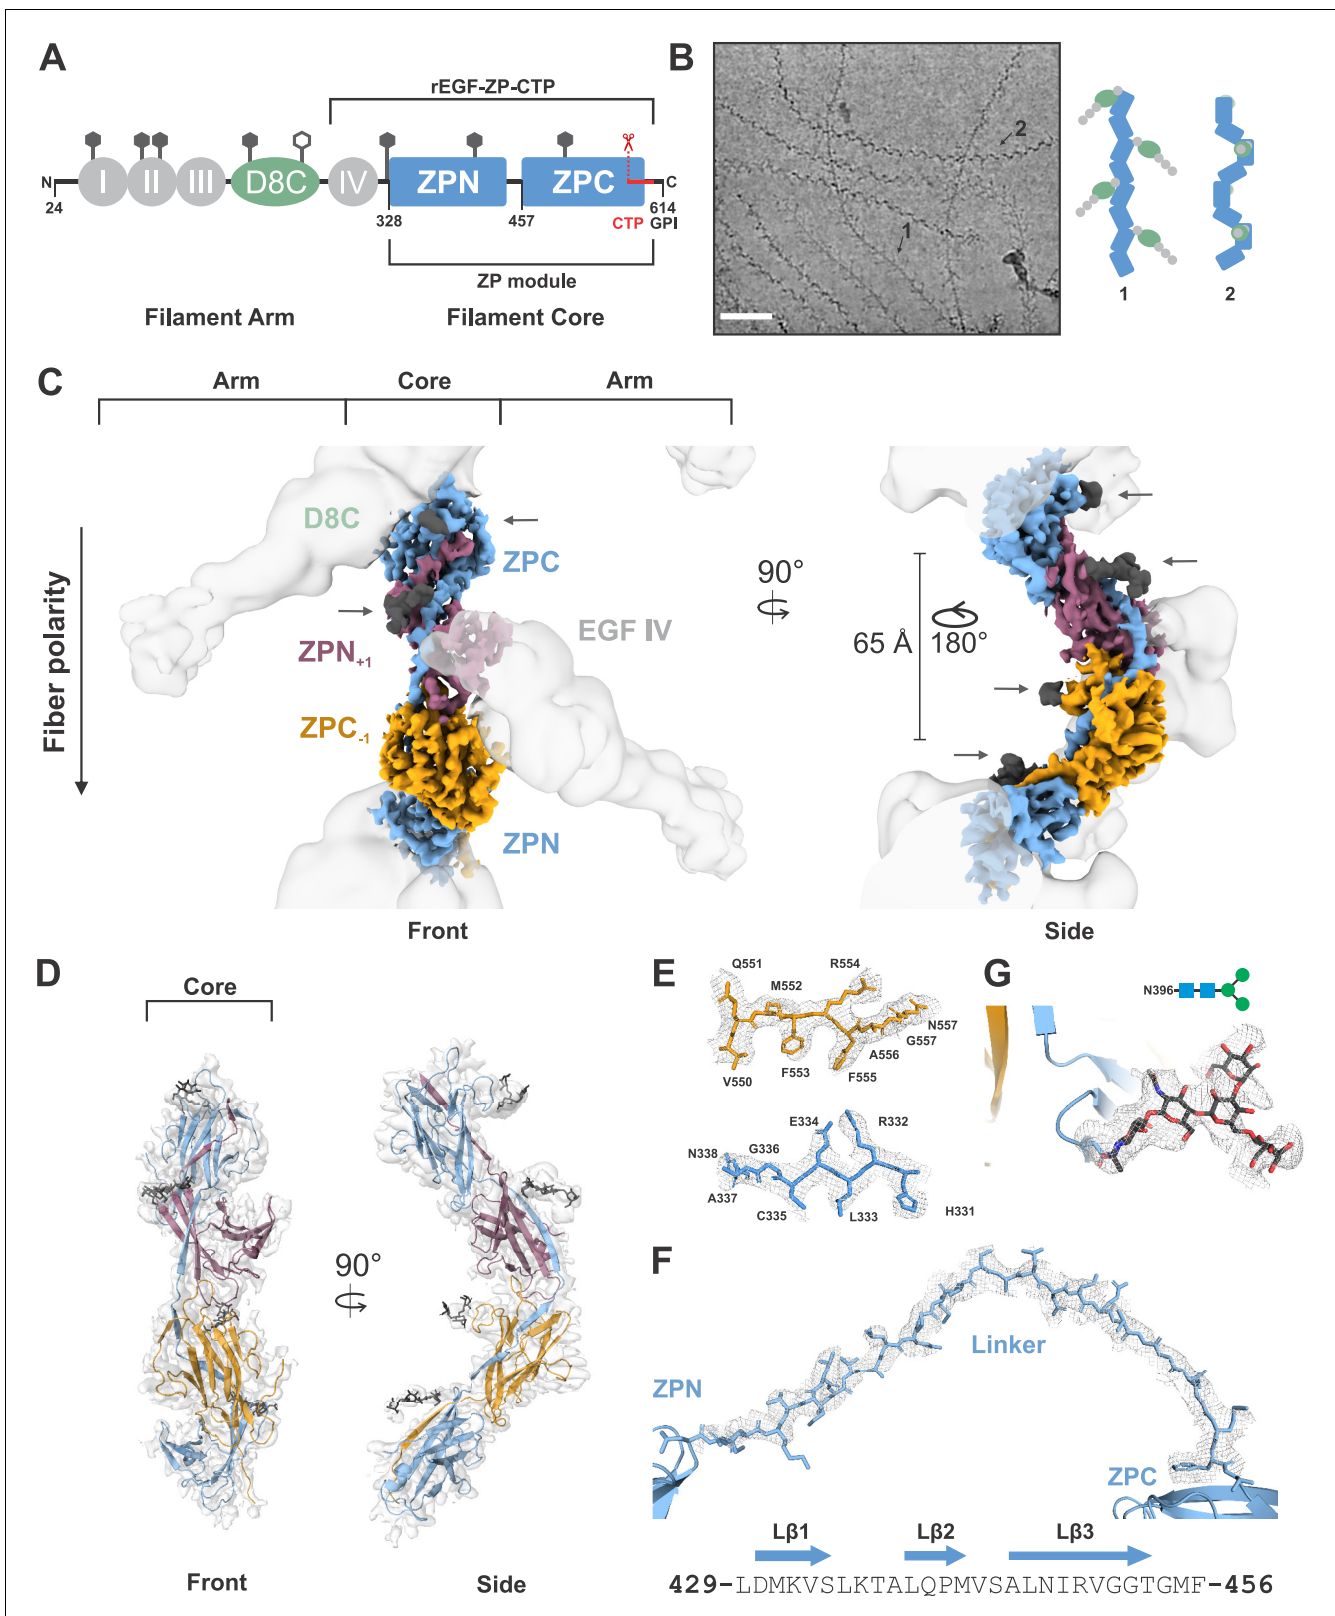 A
rEGF-ZP-CTP
N
24
I
II
III
D8C
IV
ZPN
ZPC
C
328
457
CTP
614
GPI
ZP module
Filament Arm
Filament Core
B
2
1
1
2
C
Arm
Core
Arm
Fiber polarity
D8C
ZPC
ZPN+1
EGF IV
ZPC-1
ZPN
90°
65 Å
180°
Front
Side
D
Core
90°
Front
Side
E
Q551
M552
R554
N557
G557
A556
V550
F553
F555
E334
R332
N338
G336
A337
C335
L333
H331
G
N396
F
ZPN
Linker
ZPC
Lβ1
Lβ2
Lβ3
429-LDMKVSLKTALQPMVSALNIRVGGTGMF-456